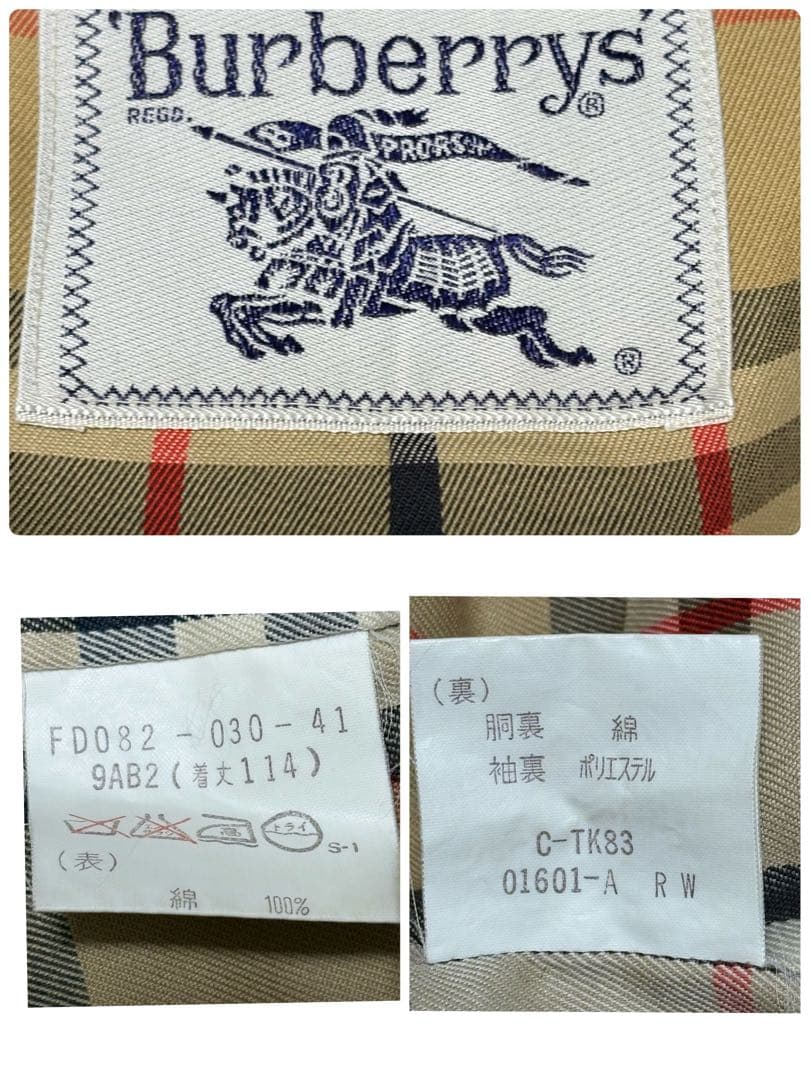 Burberrys®
REGD.
PRORSUM
®
FD082-030-41
9AB2(着丈114)
高
ドライ
S-1
(表)
綿 100%
(裏)
胴裏 綿
袖裏 ポリエステル
C-TK83
01601-A RW